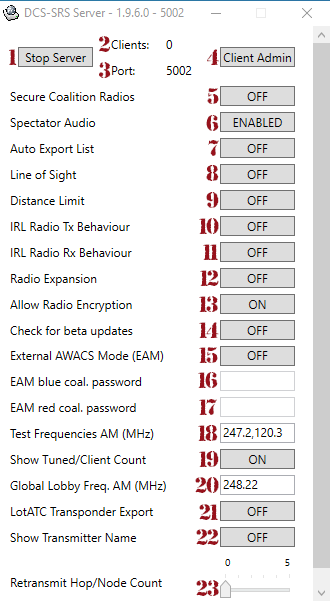 DCS-SRS Server - 1.9.6.0 - 5002
1 Stop Server 2 Clients: 0 4 Client Admin
3 Port: 5002
Secure Coalition Radios 5 OFF
Spectator Audio 6 ENABLED
Auto Export List 7 OFF
Line of Sight 8 OFF
Distance Limit 9 OFF
IRL Radio Tx Behaviour 10 OFF
IRL Radio Rx Behaviour 11 OFF
Radio Expansion 12 OFF
Allow Radio Encryption 13 ON
Check for beta updates 14 OFF
External AWACS Mode (EAM) 15 OFF
EAM blue coal. password 16
EAM red coal. password 17
Test Frequencies AM (MHz) 18 247.2,120.3
Show Tuned/Client Count 19 ON
Global Lobby Freq. AM (MHz) 20 248.22
LotATC Transponder Export 21 OFF
Show Transmitter Name 22 OFF
0 5
Retransmit Hop/Node Count 23